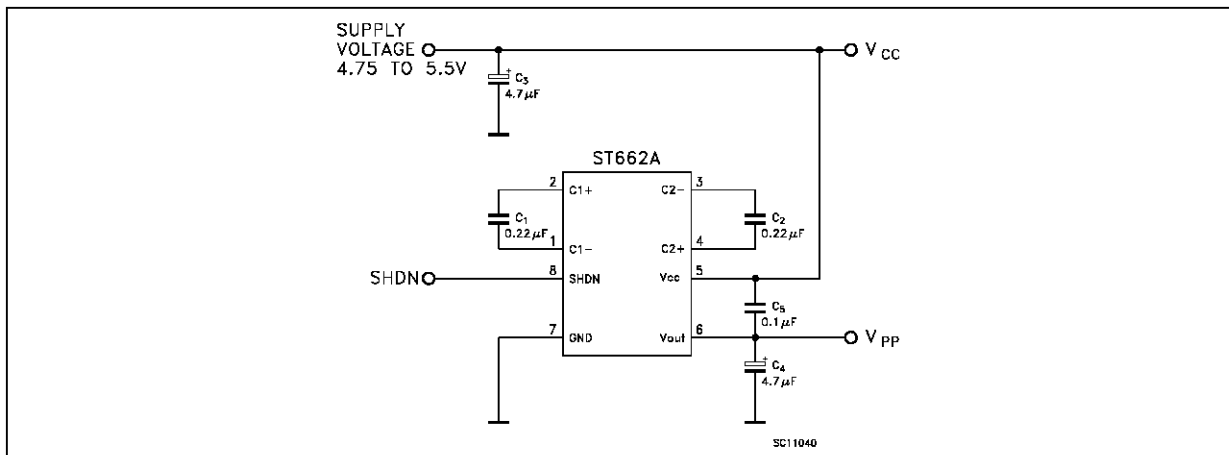 SUPPLY
VOLTAGE
4.75 TO 5.5V
V CC
C3
+
4.7µF
ST662A
2
C1+
C2-
3
C1
0.22µF
C2
0.22µF
1
C1-
C2+
4
SHDN
8
SHDN
Vcc
5
C5
0.1µF
7
GND
Vout
6
V PP
+
C4
4.7µF
SC11040